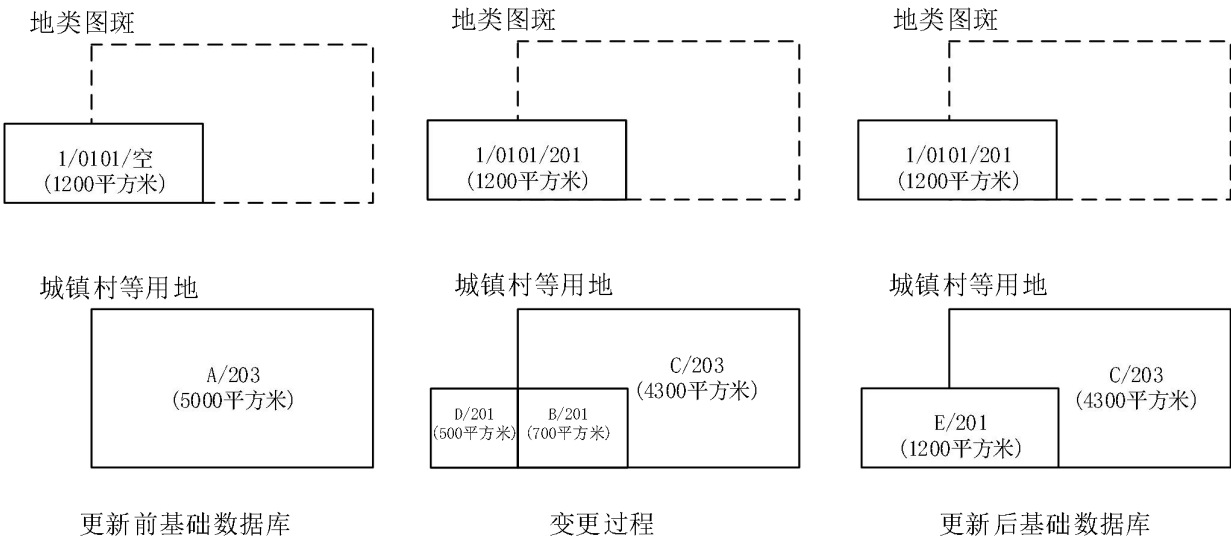 地类图斑
地类图斑
地类图斑
1/0101/空
(1200平方米)
1/0101/201
(1200平方米)
1/0101/201
(1200平方米)
城镇村等用地
城镇村等用地
城镇村等用地
A/203
(5000平方米)
C/203
(4300平方米)
D/201
(500平方米)
B/201
(700平方米)
C/203
(4300平方米)
E/201
(1200平方米)
更新前基础数据库
变更过程
更新后基础数据库